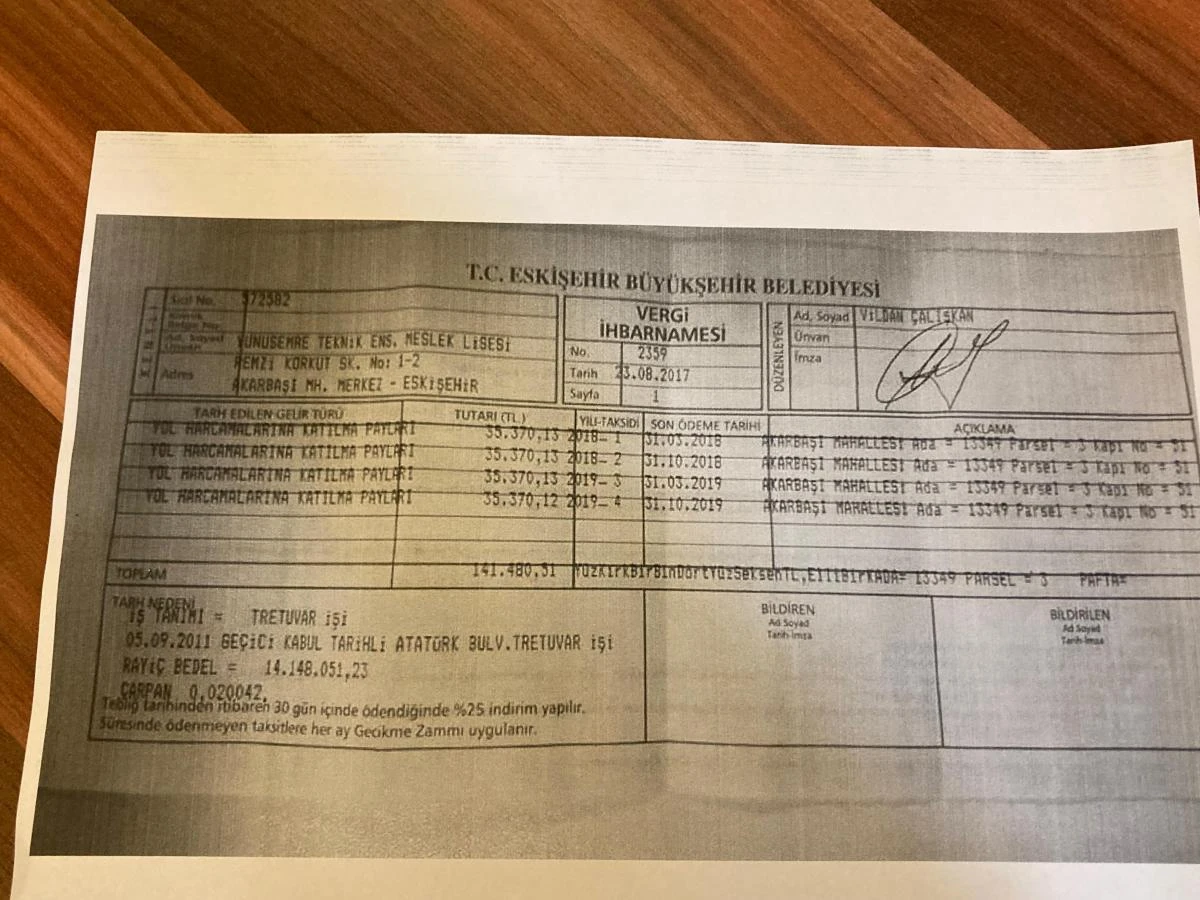 T.C. ESKİŞEHİR BÜYÜKŞEHİR BELEDİYESİ
Sicil No. 572582
Belge No
Ad, Soyad YUNUSEMRE TEKNİK ENS. MESLEK LİSESİ
Adres REMZİ KORKUT SK. No: 1-2
AKARBAŞI MH. MERKEZ - ESKİŞEHİR
VERGİ
İHBARNAMESİ
No. 2359
Tarih 23.08.2017
Sayfa 1
DÜZENLEYEN
Ad, Soyad VİLDAN ÇALIŞKAN
Ünvan
İmza
TARH EDİLEN GELİR TÜRÜ TUTARI (TL.) YILI-TAKSİDİ SON ÖDEME TARİHİ AÇIKLAMA
YOL HARCAMALARINA KATILMA PAYLARI 35.370,13 2018- 1 31.03.2018 AKARBAŞI MAHALLESİ Ada = 13349 Parsel = 3 Kapı No = 51
YOL HARCAMALARINA KATILMA PAYLARI 35.370,13 2018- 2 31.10.2018 AKARBAŞI MAHALLESİ Ada = 13349 Parsel = 3 Kapı No = 51
YOL HARCAMALARINA KATILMA PAYLARI 35.370,13 2019- 3 31.03.2019 AKARBAŞI MAHALLESİ Ada = 13349 Parsel = 3 Kapı No = 51
YOL HARCAMALARINA KATILMA PAYLARI 35.370,12 2019- 4 31.10.2019 AKARBAŞI MAHALLESİ Ada = 13349 Parsel = 3 Kapı No = 51
TOPLAM 141.480,51 YüzKırkBirBinDörtYüzSeksenTL,ElliBirKADA= 13349 PARSEL = 3 PAFTA=
TARH NEDENİ
İŞ TANIMI = TRETUVAR işi
05.09.2011 GEÇİCİ KABUL TARİHLİ ATATÜRK BULV.TRETUVAR işi
RAYİÇ BEDEL = 14.148.051,23
ÇARPAN 0,020042,
Tebliğ tarihinden itibaren 30 gün içinde ödendiğinde %25 indirim yapılır.
Süresinde ödenmeyen taksitlere her ay Gecikme Zammı uygulanır.
BİLDİREN
Ad Soyad
Tarih-İmza
BİLDİRİLEN
Ad Soyad
Tarih-İmza